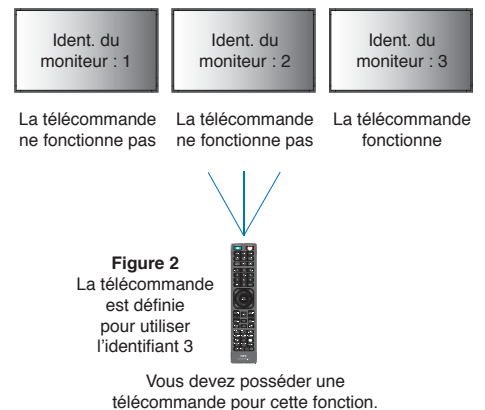 Ident. du
moniteur : 1
Ident. du
moniteur : 2
Ident. du
moniteur : 3
La télécommande
ne fonctionne pas
La télécommande
ne fonctionne pas
La télécommande
fonctionne
Figure 2
La télécommande
est définie
pour utiliser
l’identifiant 3
Vous devez posséder une
télécommande pour cette fonction.